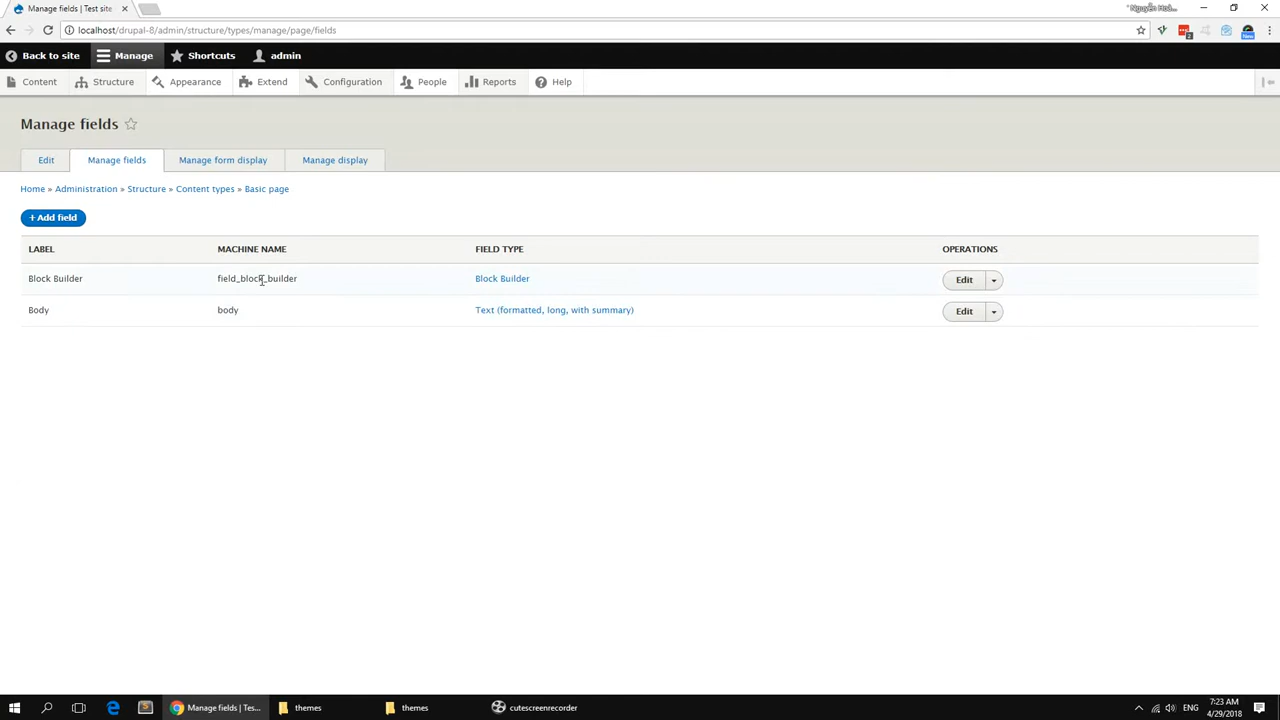 Manage fields | Test site
localhost/drupal-8/admin/structure/types/manage/page/fields
New
Back to site
Manage
Shortcuts
admin
Content
Structure
Appearance
Extend
Configuration
People
Reports
Help
Manage fields
Edit
Manage fields
Manage form display
Manage display
Home » Administration » Structure » Content types » Basic page
+ Add field
LABEL MACHINE NAME FIELD TYPE OPERATIONS
Block Builder field_block_builder Block Builder Edit
Body body Text (formatted, long, with summary) Edit
Manage fields | Tes...
themes
themes
cutescreenrecorder
ENG
7:23 AM
4/29/2018